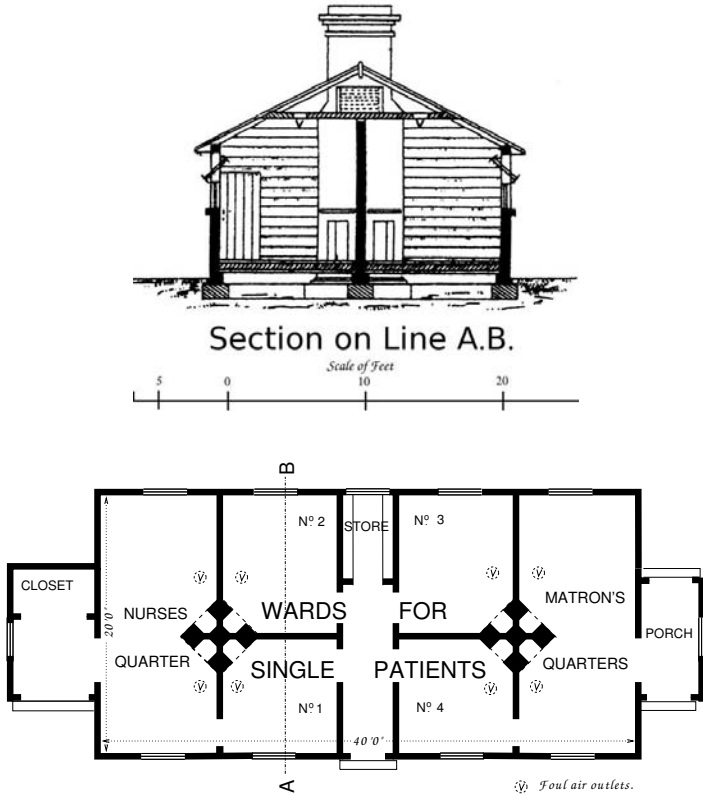 Section on Line A.B.
Scale of Feet
5 0 10 20
B
Nº 2 STORE Nº 3
V V V V
CLOSET
NURSES WARDS FOR MATRON'S
20'0"
PORCH
QUARTER SINGLE PATIENTS QUARTERS
V V V V
Nº 1 Nº 4
40'0"
A
V Foul air outlets.